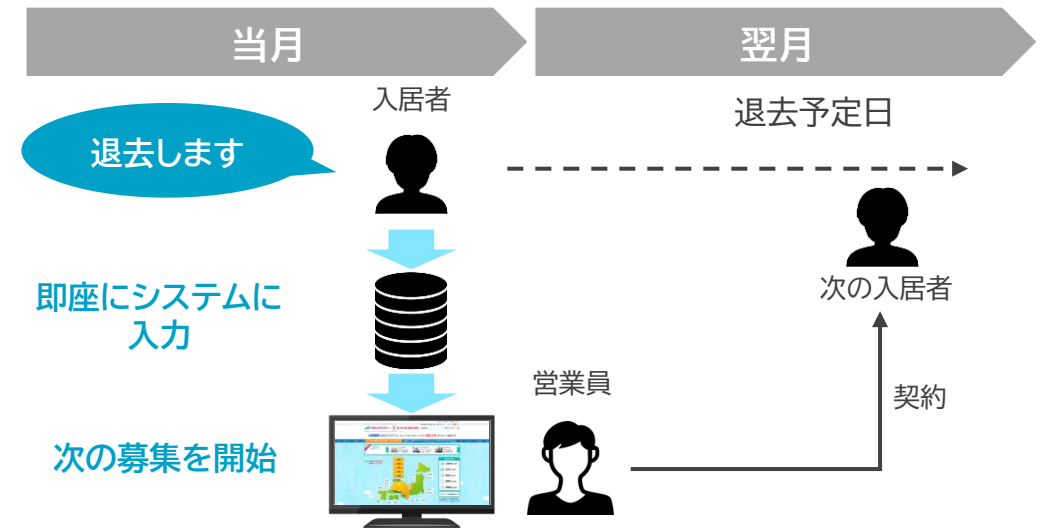 当月
翌月
入居者
退去予定日
退去します
次の入居者
即座にシステムに
入力
営業員
契約
次の募集を開始